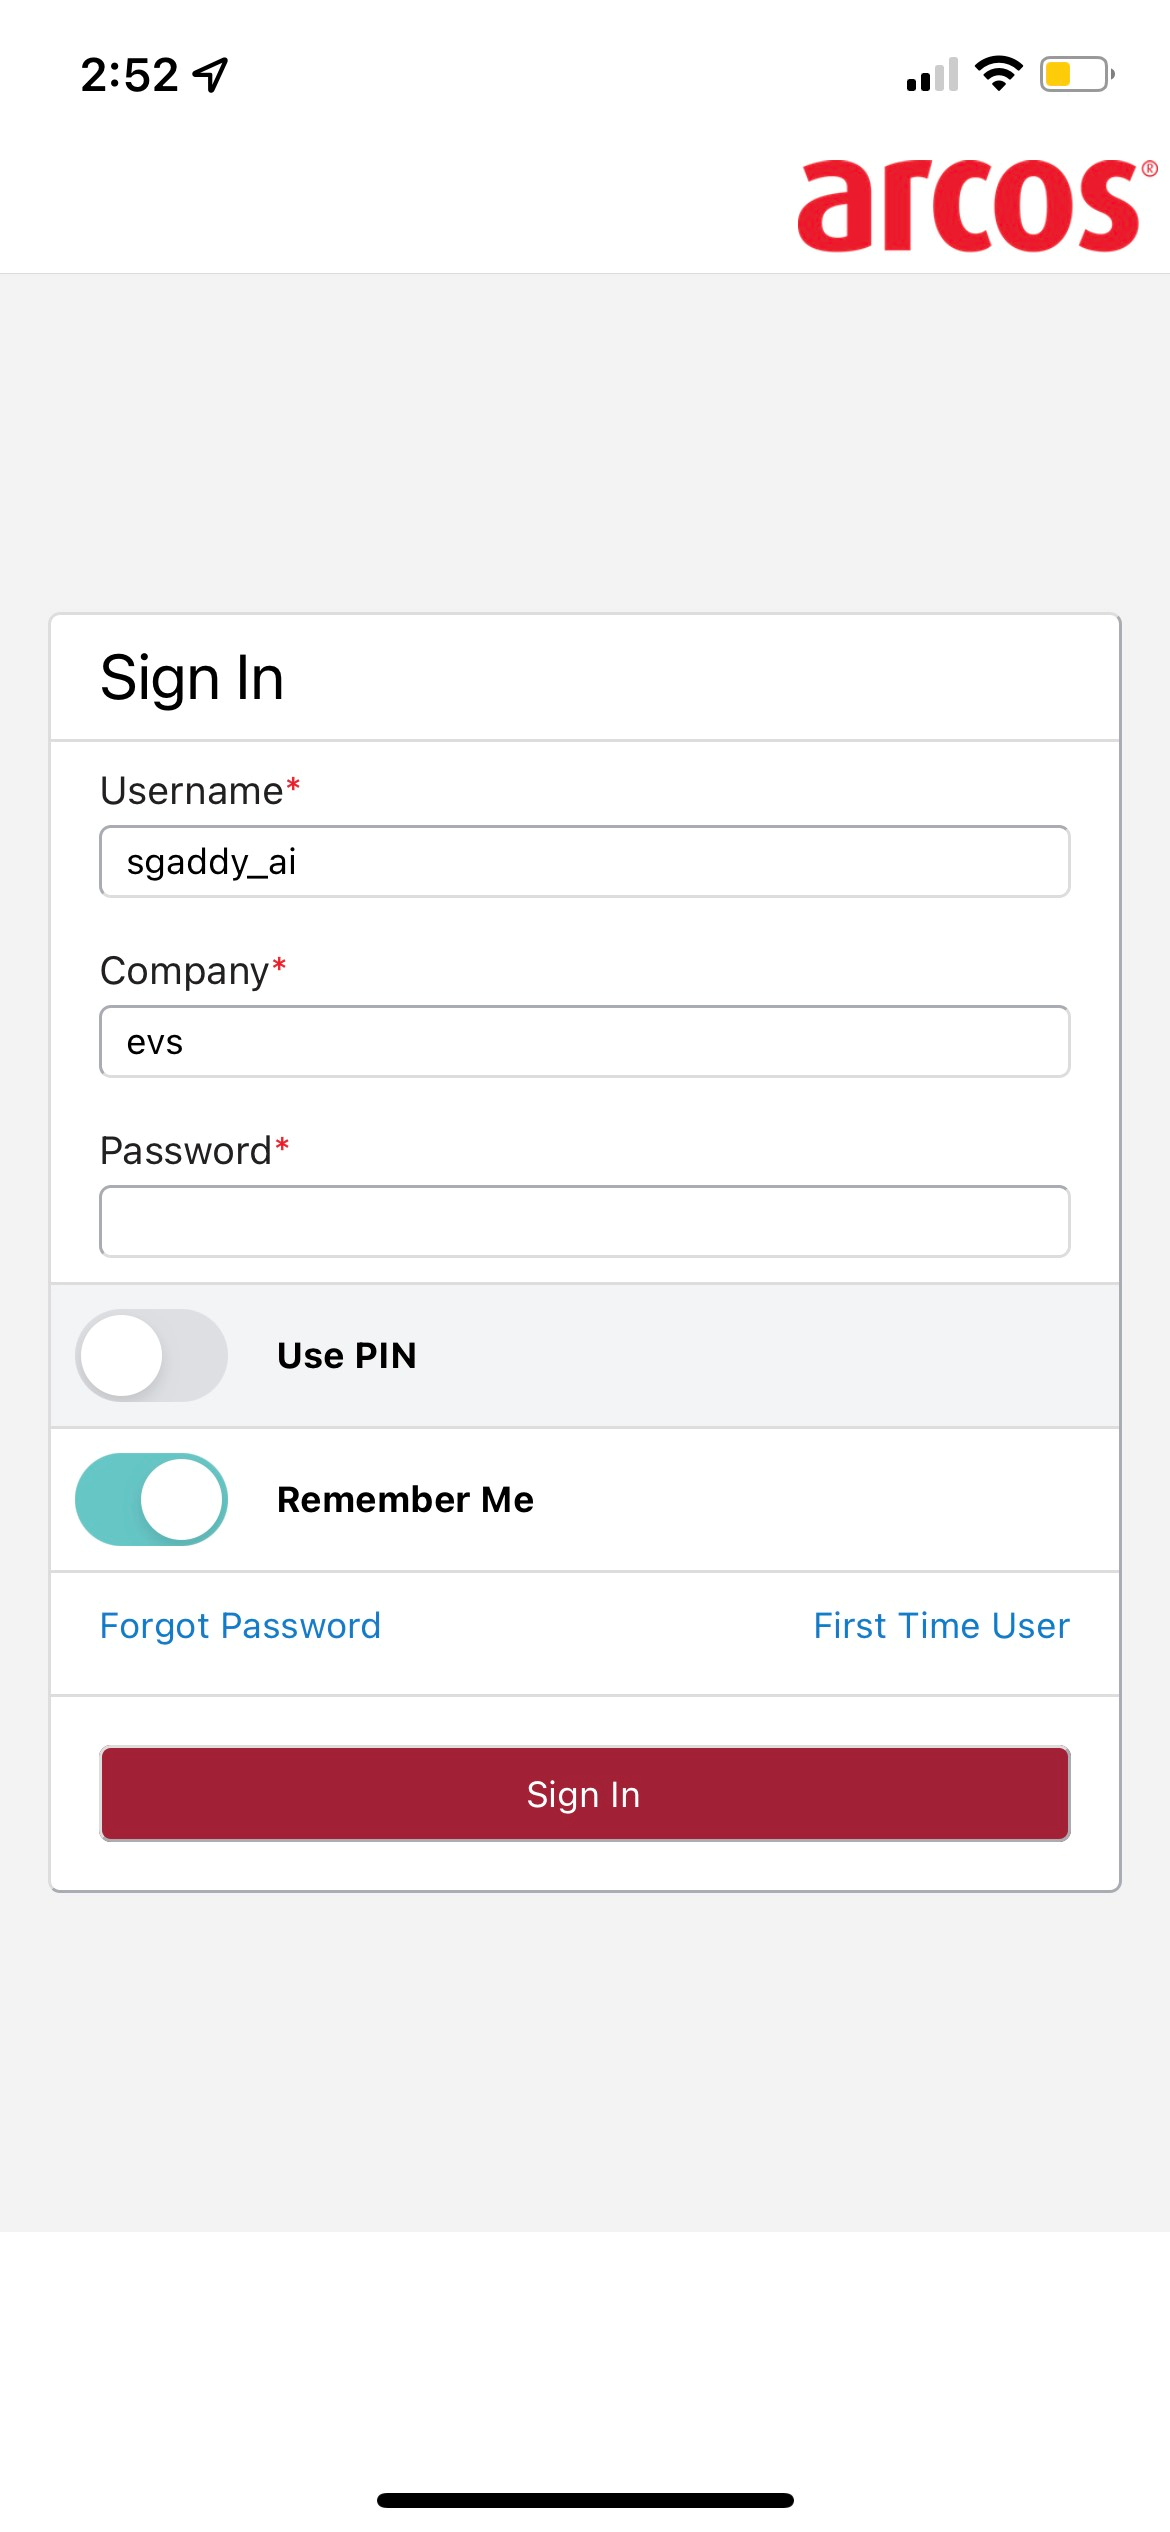 2:52
arcos®
Sign In
Username*
sgaddy_ai
Company*
evs
Password*
Use PIN
Remember Me
Forgot Password First Time User
Sign In